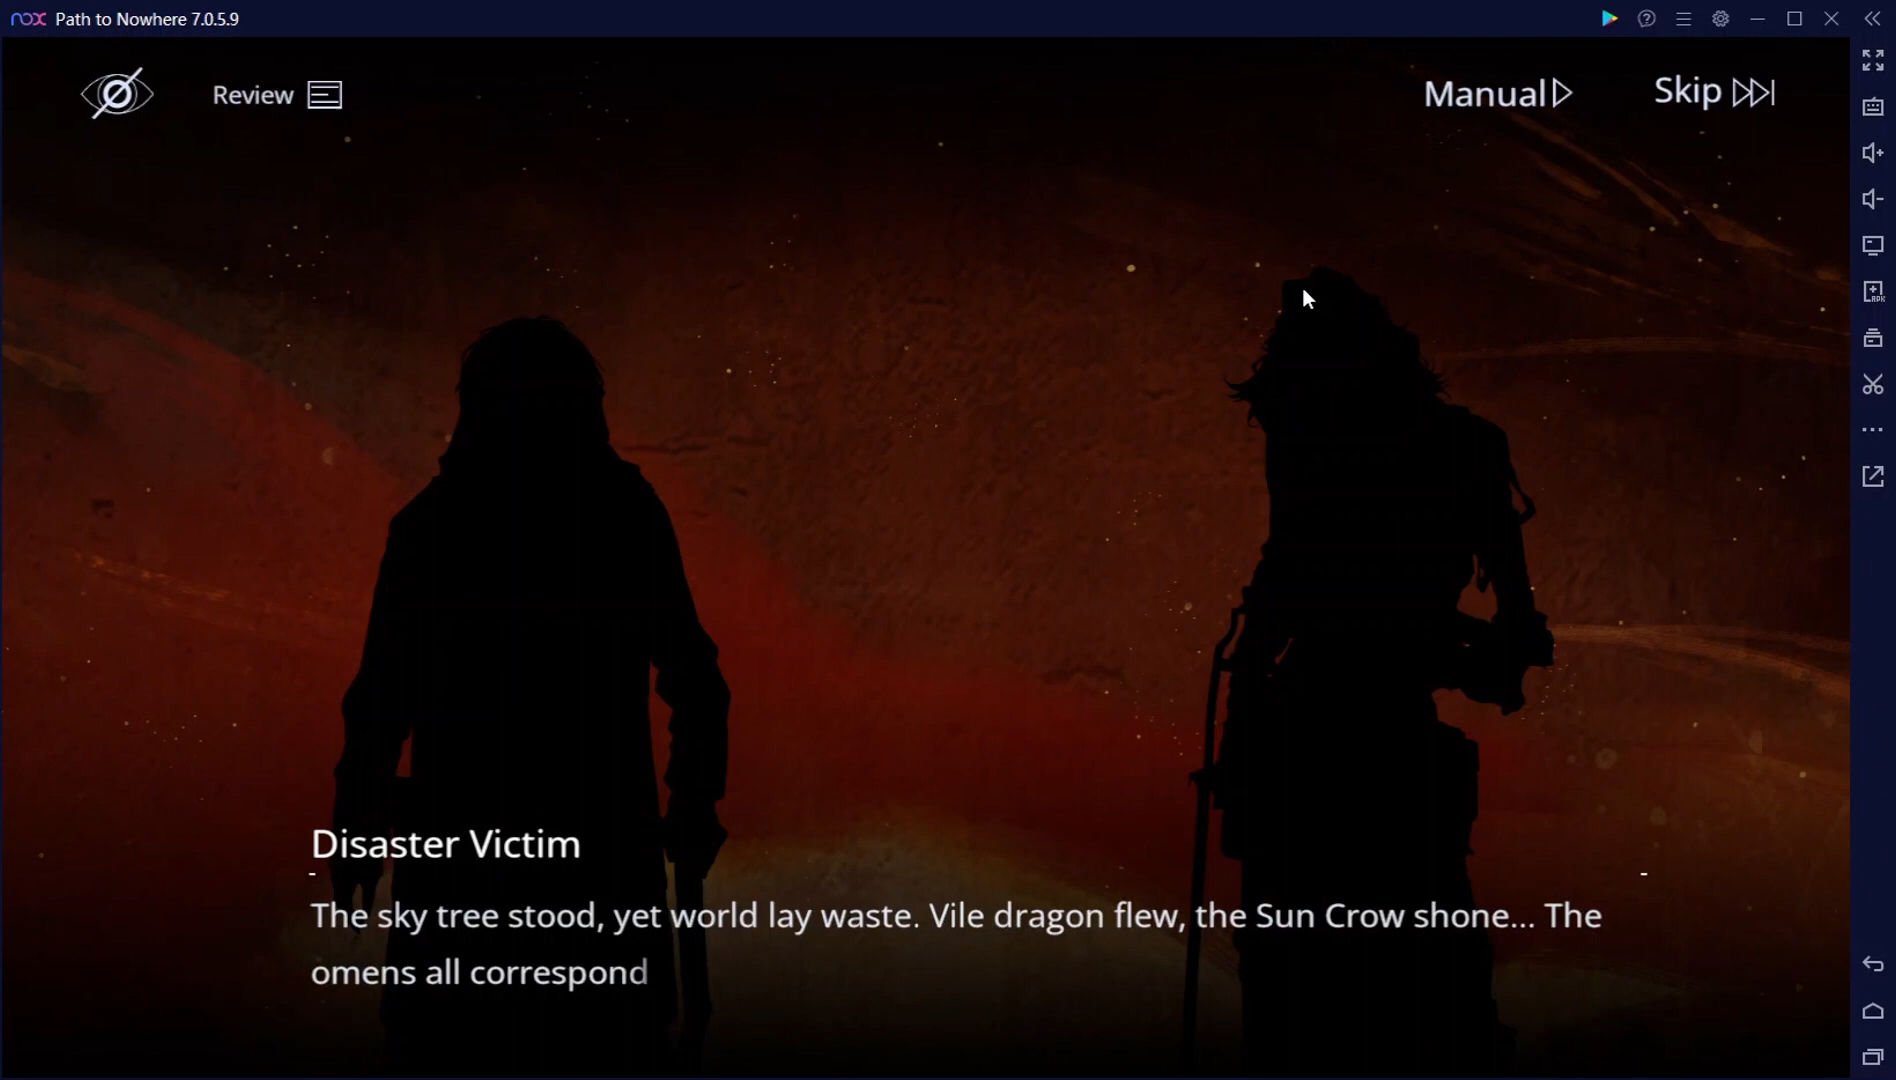 nox Path to Nowhere 7.0.5.9
Review
Manual
Skip
Disaster Victim
The sky tree stood, yet world lay waste. Vile dragon flew, the Sun Crow shone... The
omens all correspond